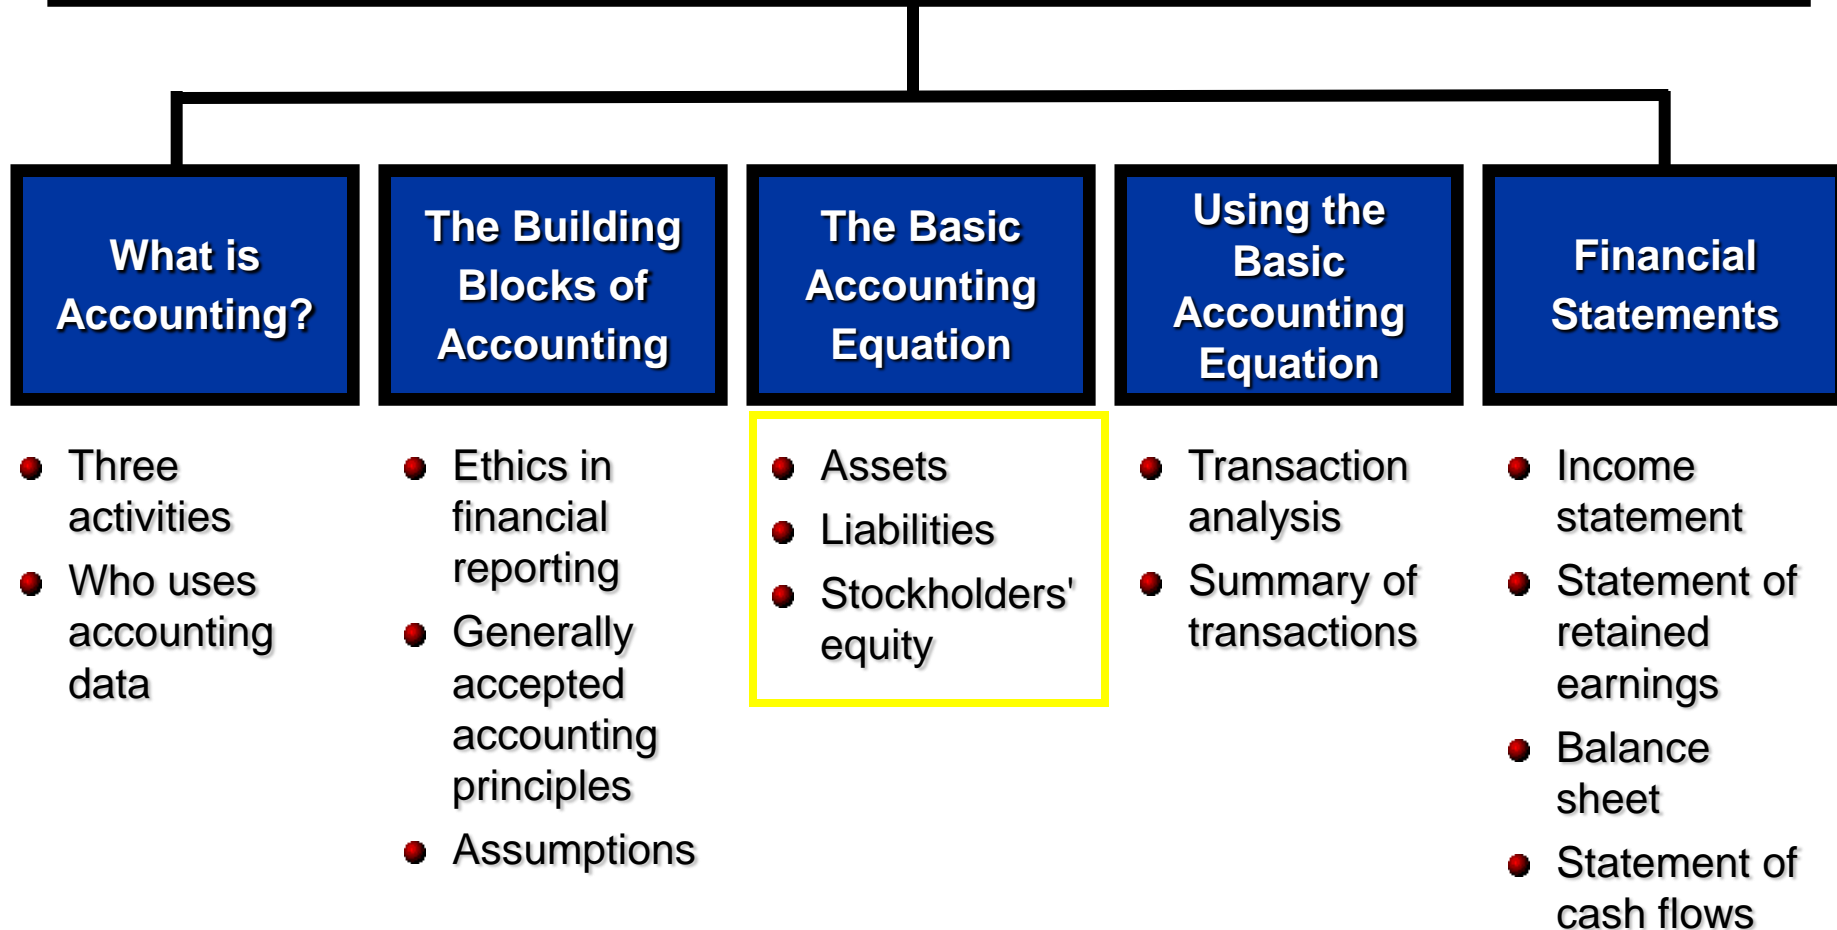 What is
Accounting?
The Building
Blocks of
Accounting
The Basic
Accounting
Equation
Using the
Basic
Accounting
Equation
Financial
Statements
Three
activities
Who uses
accounting
data
Ethics in
financial
reporting
Generally
accepted
accounting
principles
Assumptions
Assets
Liabilities
Stockholders'
equity
Transaction
analysis
Summary of
transactions
Income
statement
Statement of
retained
earnings
Balance
sheet
Statement of
cash flows